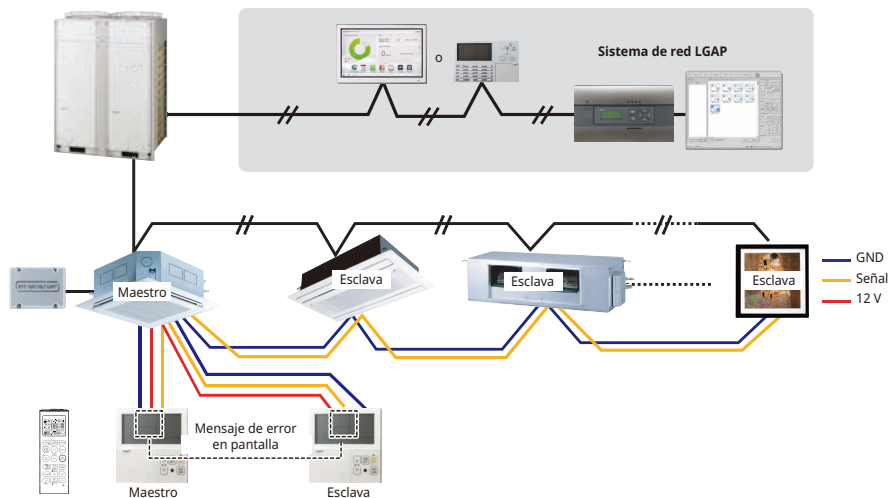 o
Sistema de red LGAP
Maestro
Esclava
Esclava
Esclava
GND
Señal
12 V
Mensaje de error
en pantalla
Maestro
Esclava